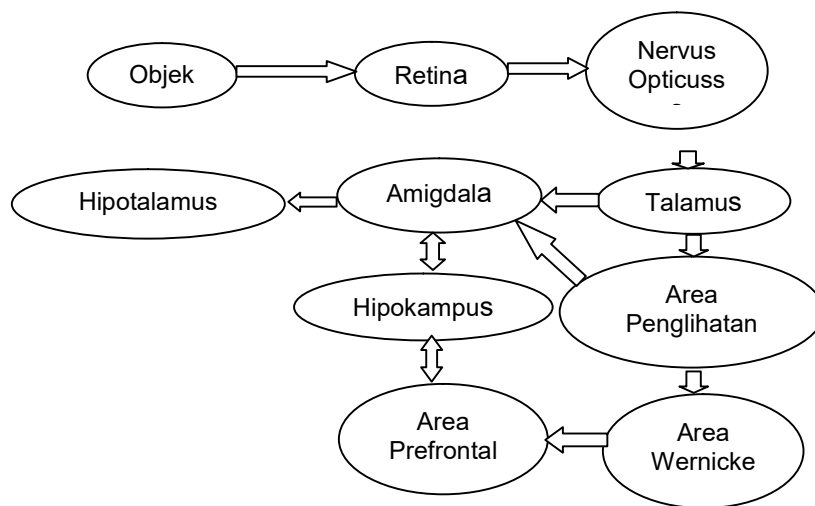 Objek
Retina
Nervus
Opticuss
-
Hipotalamus
Amigdala
Talamus
Hipokampus
Area
Penglihatan
Area
Prefrontal
Area
Wernicke